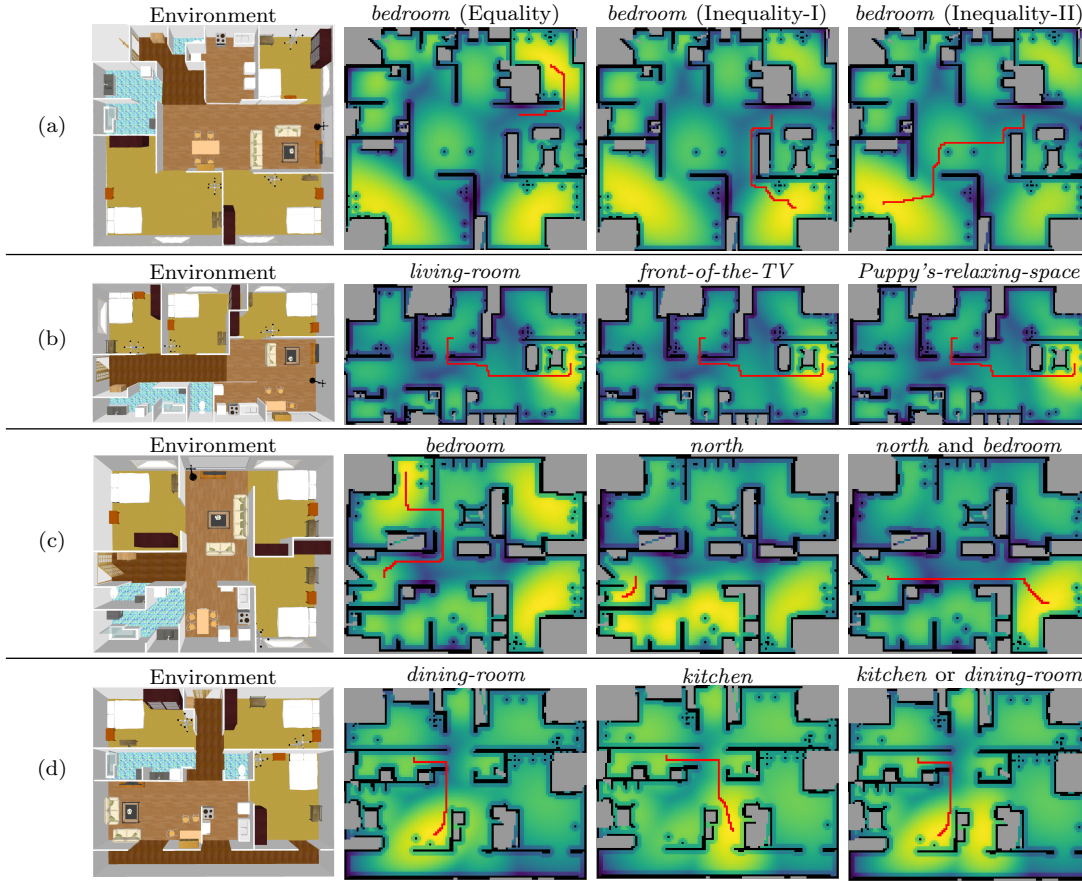 Environment bedroom (Equality) bedroom (Inequality-I) bedroom (Inequality-II)
(a)
Environment living-room front-of-the-TV Puppy's-relaxing-space
(b)
Environment bedroom north north and bedroom
(c)
Environment dining-room kitchen kitchen or dining-room
(d)